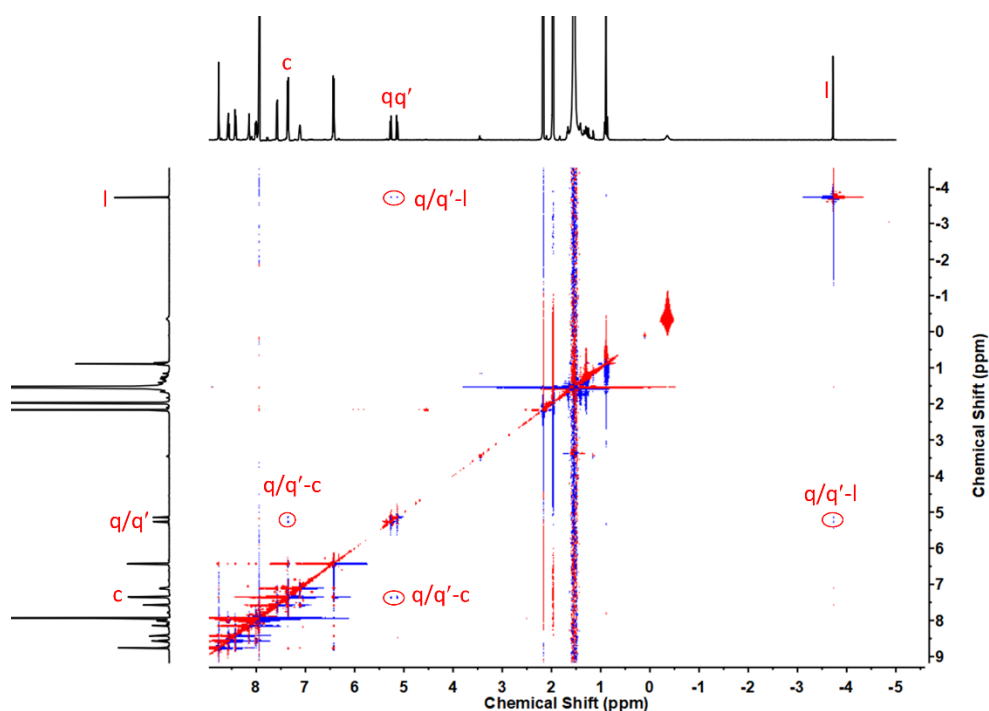 c
qq′
l
l
q/q′-l
q/q′-c
q/q′-l
q/q′
c
q/q′-c
-4
-3
-2
-1
0
1
2
3
4
5
6
7
8
9
Chemical Shift (ppm)
8 7 6 5 4 3 2 1 0 -1 -2 -3 -4 -5
Chemical Shift (ppm)